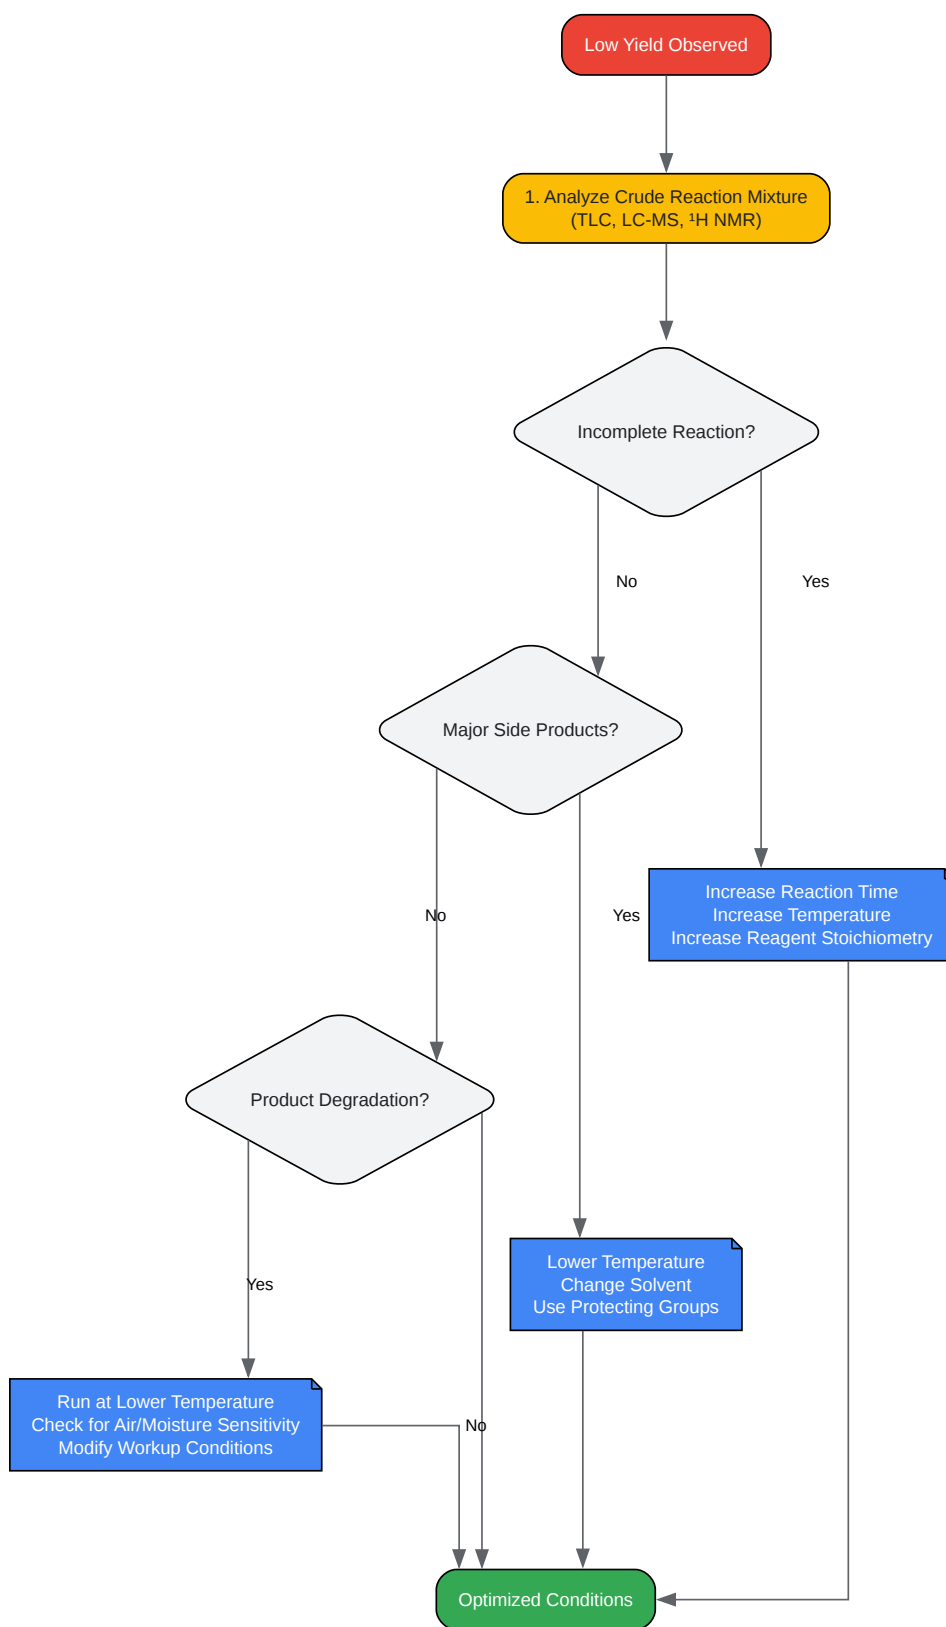 Low Yield Observed
1. Analyze Crude Reaction Mixture
(TLC, LC-MS, ¹H NMR)
Incomplete Reaction?
No
Yes
Major Side Products?
Increase Reaction Time
Increase Temperature
Increase Reagent Stoichiometry
No
Yes
Product Degradation?
Lower Temperature
Change Solvent
Use Protecting Groups
Yes
Run at Lower Temperature
Check for Air/Moisture Sensitivity
Modify Workup Conditions
No
Optimized Conditions